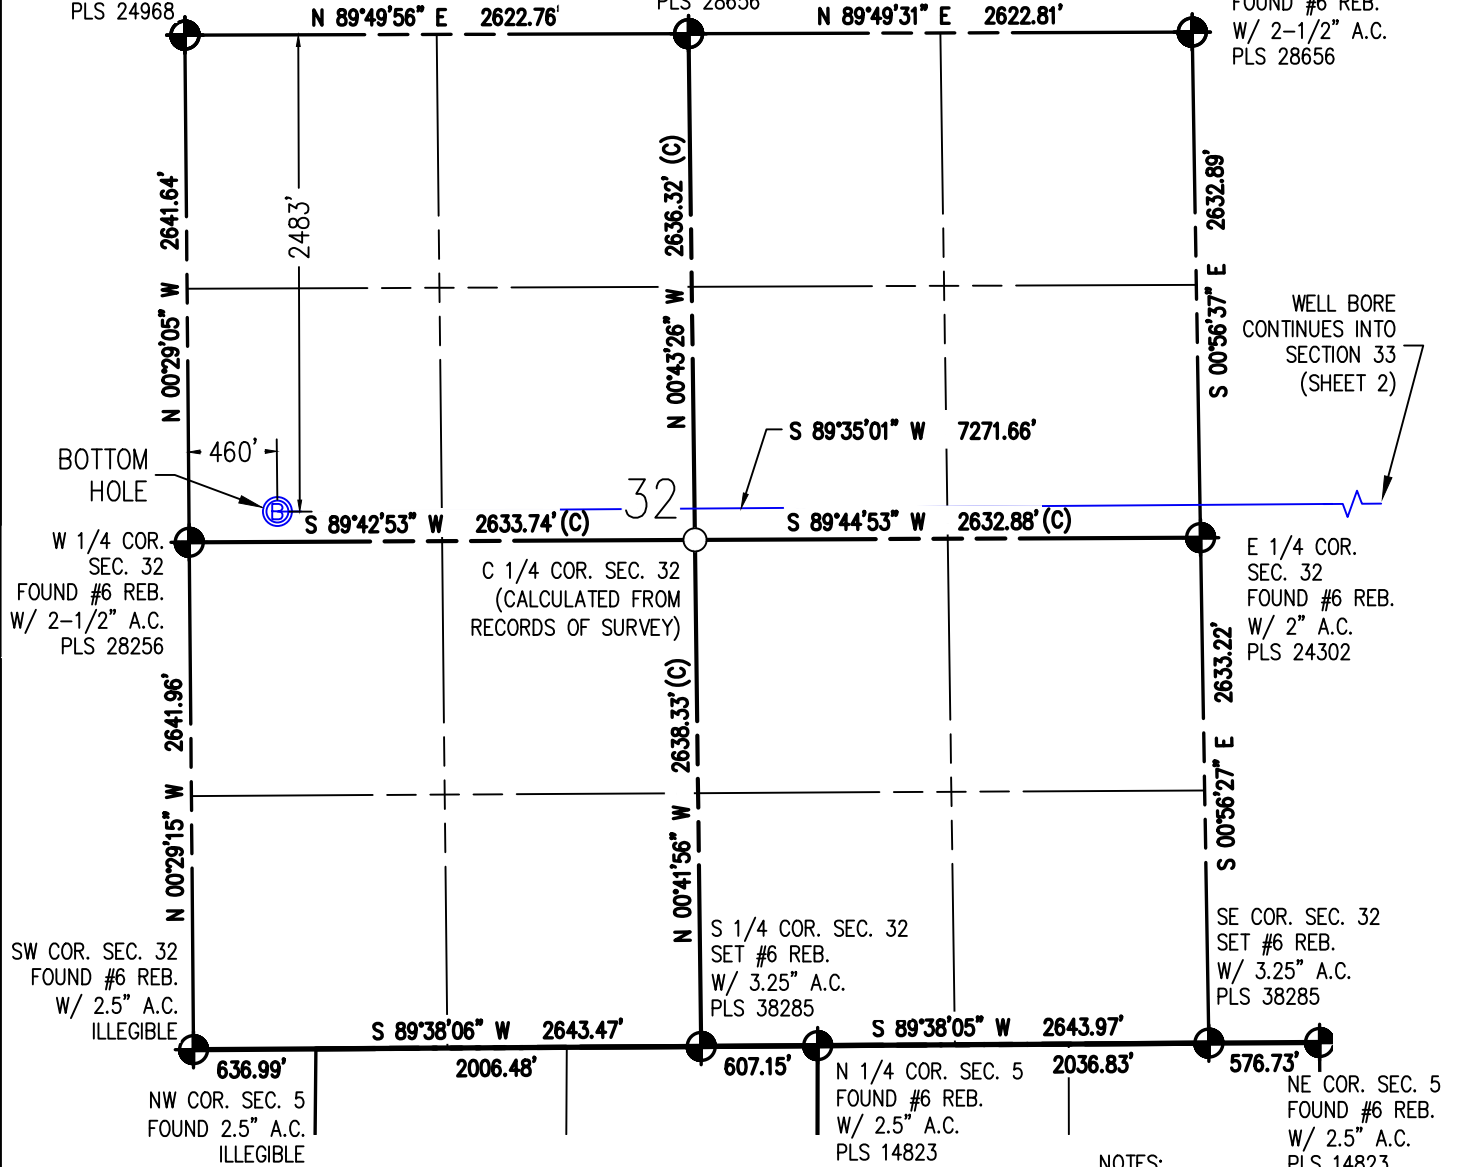 PLS 24968
N 89°49'56" E 2622.76'
PLS 28656
N 89°49'31" E 2622.81'
FOUND #6 REB.
W/ 2-1/2" A.C.
PLS 28656
N 00°29'05" W 2641.64'
2483'
N 00°43'26" W 2636.32' (C)
S 00°56'37" E 2632.89'
WELL BORE
CONTINUES INTO
SECTION 33
(SHEET 2)
S 89°35'01" W 7271.66'
460'
BOTTOM
HOLE
B
32
S 89°42'53" W 2633.74' (C)
S 89°44'53" W 2632.88' (C)
W 1/4 COR.
SEC. 32
FOUND #6 REB.
W/ 2-1/2" A.C.
PLS 28256
C 1/4 COR. SEC. 32
(CALCULATED FROM
RECORDS OF SURVEY)
E 1/4 COR.
SEC. 32
FOUND #6 REB.
W/ 2" A.C.
PLS 24302
N 00°29'15" W 2641.96'
N 00°41'56" W 2638.33' (C)
S 00°56'27" E 2633.22'
SW COR. SEC. 32
FOUND #6 REB.
W/ 2.5" A.C.
ILLEGIBLE
S 1/4 COR. SEC. 32
SET #6 REB.
W/ 3.25" A.C.
PLS 38285
SE COR. SEC. 32
SET #6 REB.
W/ 3.25" A.C.
PLS 38285
S 89°38'06" W 2643.47'
S 89°38'05" W 2643.97'
636.99'
2006.48'
607.15'
2036.83'
576.73'
NW COR. SEC. 5
FOUND 2.5" A.C.
ILLEGIBLE
N 1/4 COR. SEC. 5
FOUND #6 REB.
W/ 2.5" A.C.
PLS 14823
NE COR. SEC. 5
FOUND #6 REB.
W/ 2.5" A.C.
PLS 14823
NOTES: